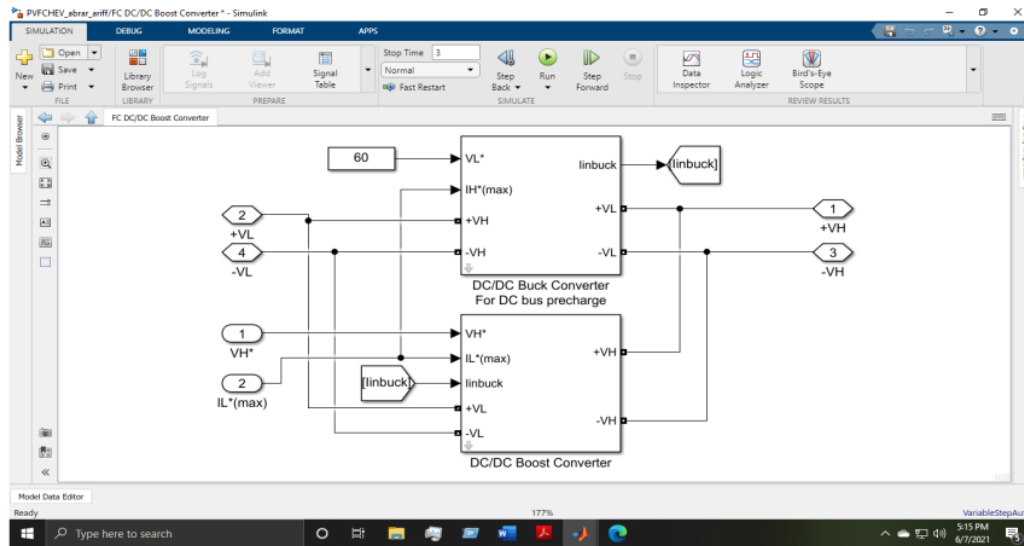 PVFCHEV_abrar_ariff/FC DC/DC Boost Converter * - Simulink
SIMULATION DEBUG MODELING FORMAT APPS
New
Open
Save
Print
FILE
Library
Browser
LIBRARY
Log
Signals
Add
Viewer
Signal
Table
PREPARE
Stop Time 3
Normal
Fast Restart
Step
Back
Run
Step
Forward
Stop
SIMULATE
Data
Inspector
Logic
Analyzer
Bird's-Eye
Scope
REVIEW RESULTS
Model Browser
FC DC/DC Boost Converter
60
VL*
IH*(max)
+VH
-VH
Iinbuck
+VL
-VL
[Iinbuck]
2
+VL
4
-VL
1
+VH
3
-VH
DC/DC Buck Converter
For DC bus precharge
1
VH*
2
IL*(max)
[Iinbuck]
VH*
IL*(max)
Iinbuck
+VL
-VL
+VH
-VH
DC/DC Boost Converter
Model Data Editor
Ready 177% VariableStepAu
Type here to search
5:15 PM
6/7/2021
5